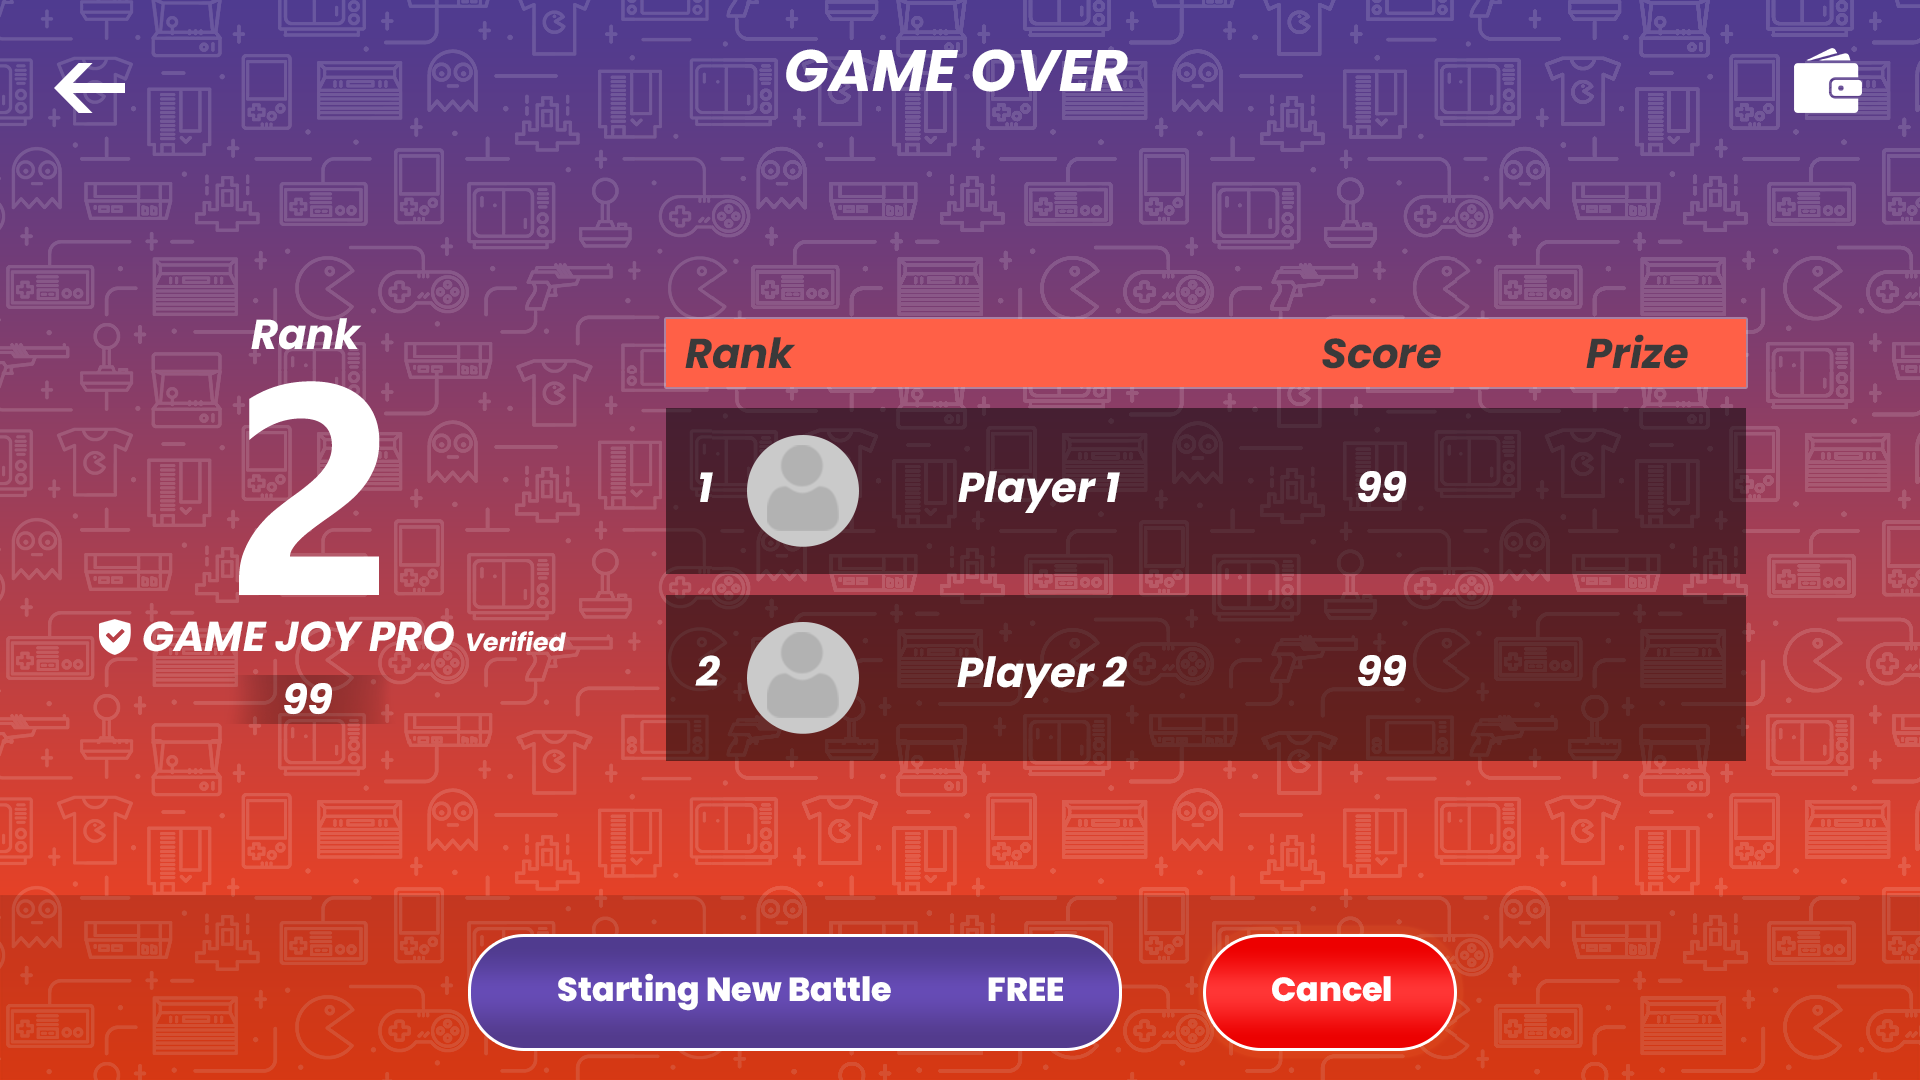 GAME OVER
Rank
2
GAME JOY PRO Verified
99
Rank Score Prize
1 Player 1 99
2 Player 2 99
Starting New Battle FREE
Cancel